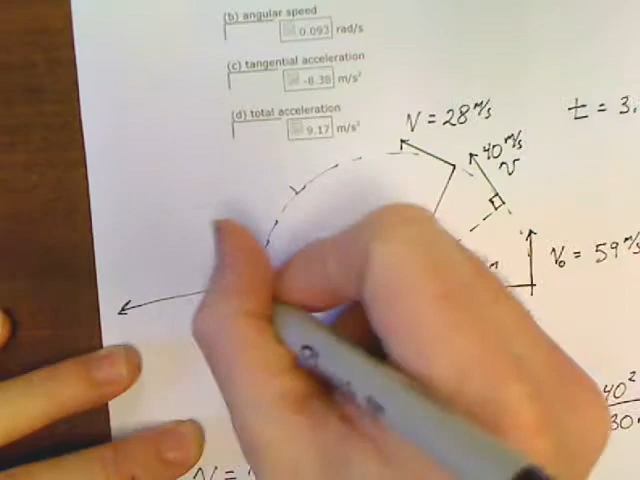 (b) angular speed
0.093 rad/s
(c) tangential acceleration
-8.38 m/s²
(d) total acceleration
9.17 m/s²
V = 28 m/s
t = 3.
40 m/s
V
V₀ = 59 m/s
40²
30.